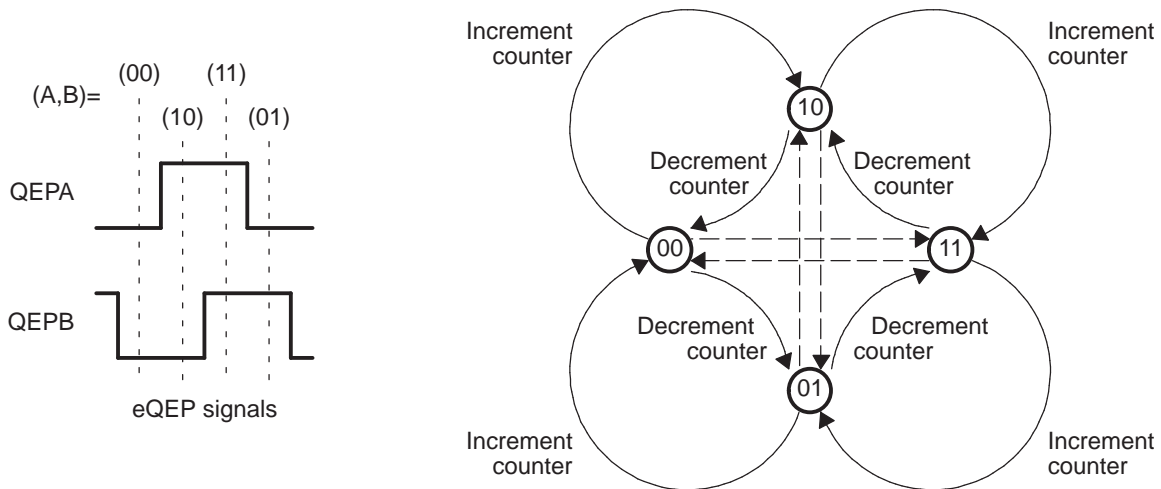 (00)
(11)
(A,B)=
(10)
(01)
QEPA
QEPB
eQEP signals
Increment
counter
Increment
counter
10
Decrement
counter
Decrement
counter
00
11
Decrement
counter
Decrement
counter
01
Increment
counter
Increment
counter